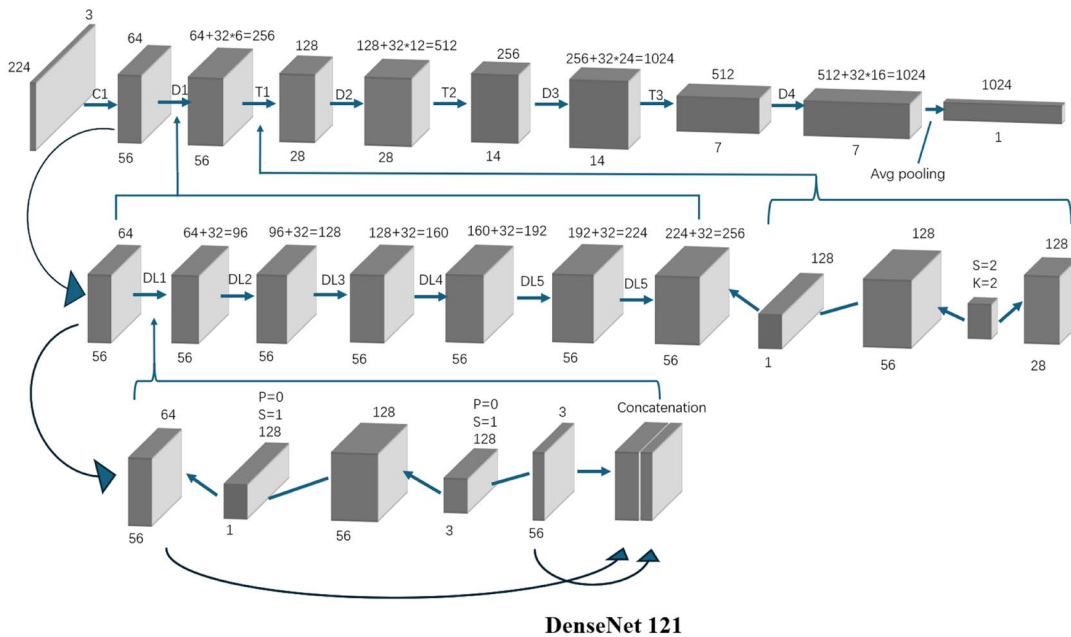 3
64
64+32*6=256
128
128+32*12=512
256
256+32*24=1024
512
512+32*16=1024
1024
224
C1
D1
T1
D2
T2
D3
T3
D4
56
56
28
28
14
14
7
7
1
Avg pooling
64
64+32=96
96+32=128
128+32=160
160+32=192
192+32=224
224+32=256
128
128
128
S=2
K=2
DL1
DL2
DL3
DL4
DL5
DL5
56
56
56
56
56
56
56
1
56
28
64
P=0
S=1
128
128
P=0
S=1
128
3
Concatenation
56
1
56
3
56
DenseNet 121